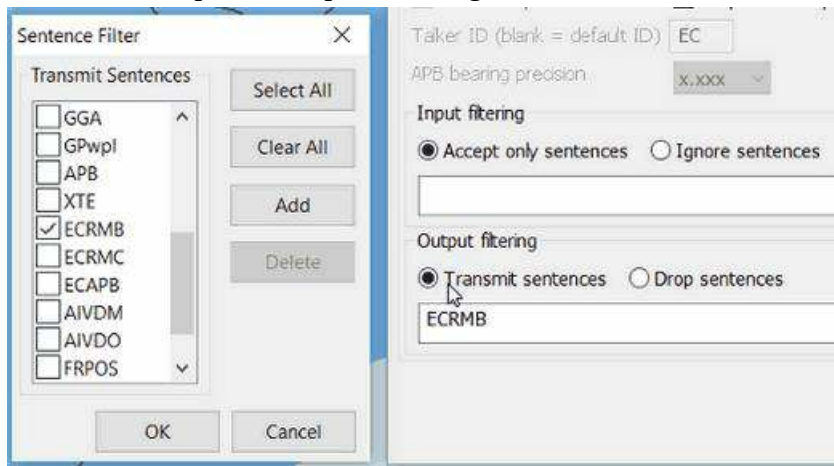 Sentence Filter
Transmit Sentences
GGA
GPwpl
APB
XTE
ECRMB
ECRMC
ECAPB
AIVDM
AIVDO
FRPOS
Select All
Clear All
Add
Delete
OK
Cancel
Taker ID (blank = default ID) EC
APB bearing precision x.xxx
Input filtering
Accept only sentences Ignore sentences
Output filtering
Transmit sentences Drop sentences
ECRMB